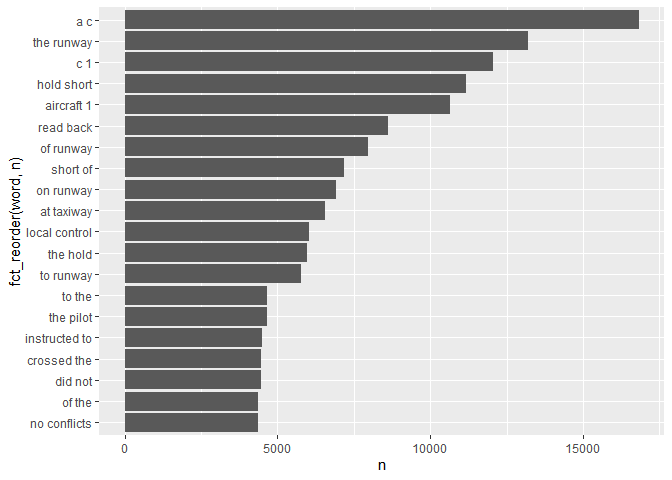 a c
the runway
c 1
hold short
aircraft 1
read back
of runway
short of
on runway
at taxiway
local control
the hold
to runway
to the
the pilot
instructed to
crossed the
did not
of the
no conflicts
fct_reorder(word, n)
0 5000 10000 15000
n